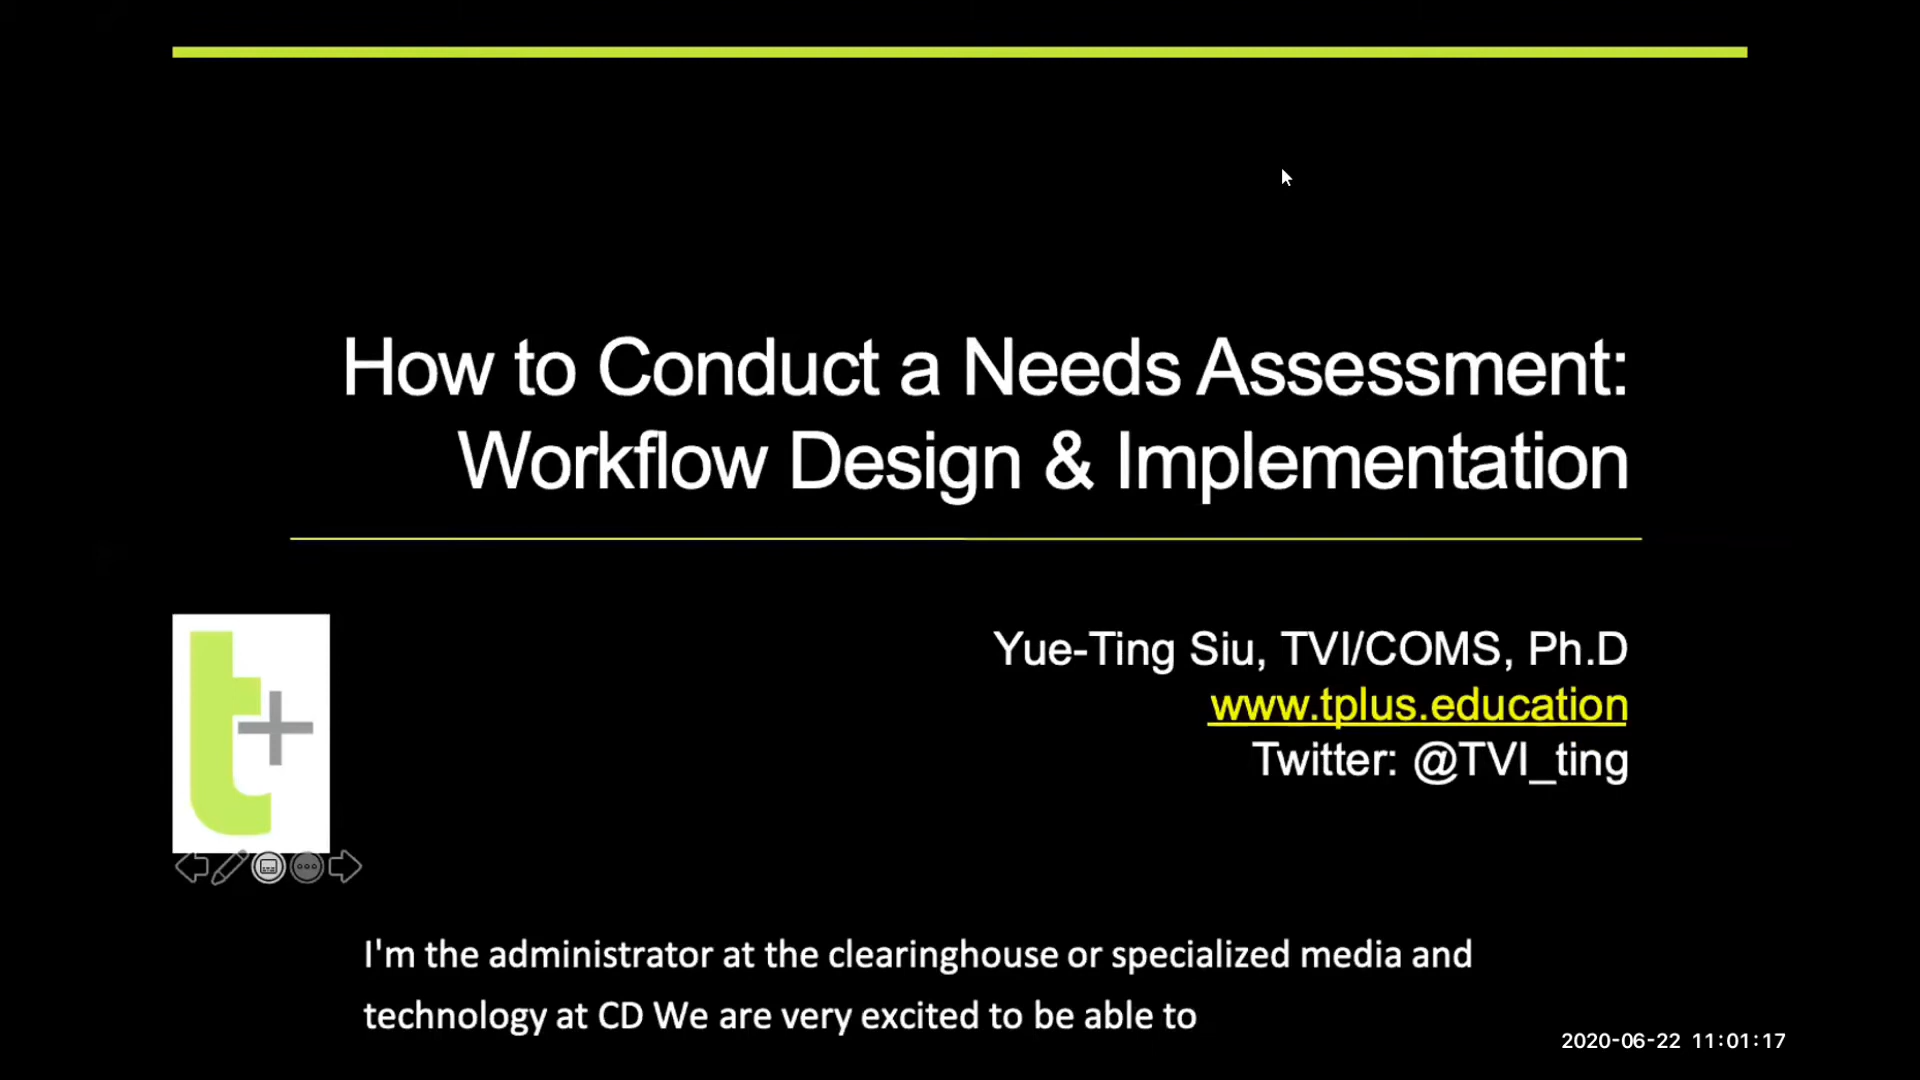 How to Conduct a Needs Assessment:
Workflow Design & Implementation
Yue-Ting Siu, TVI/COMS, Ph.D
www.tplus.education
Twitter: @TVI_ting
t+
I'm the administrator at the clearinghouse or specialized media and
technology at CD We are very excited to be able to
2020-06-22 11:01:17